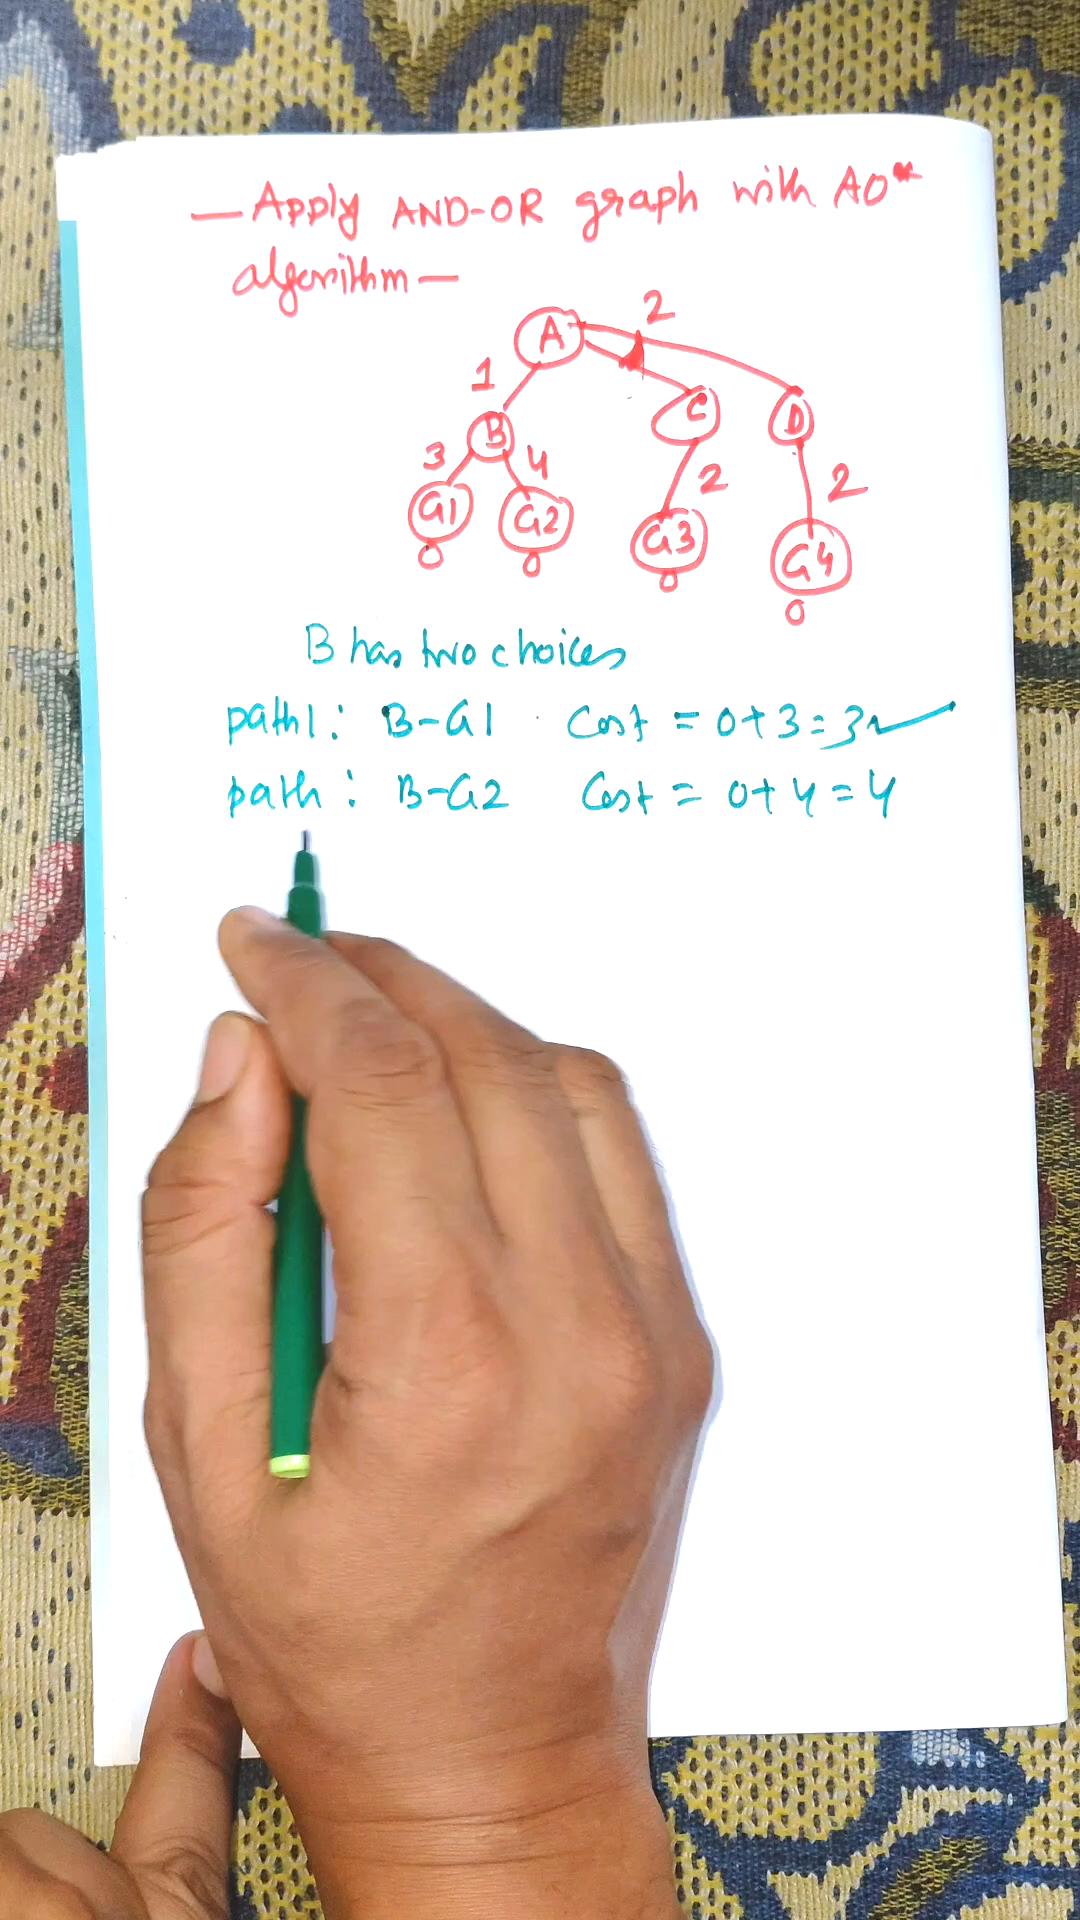 — Apply AND-OR graph with AO*
algorithm —
2
A
1
C
D
B
3
4
2
2
G1
G2
G3
G4
0
0
0
0
B has two choices
path1: B-G1 Cost = 0+3=3✓
path: B-G2 Cost = 0+4=4